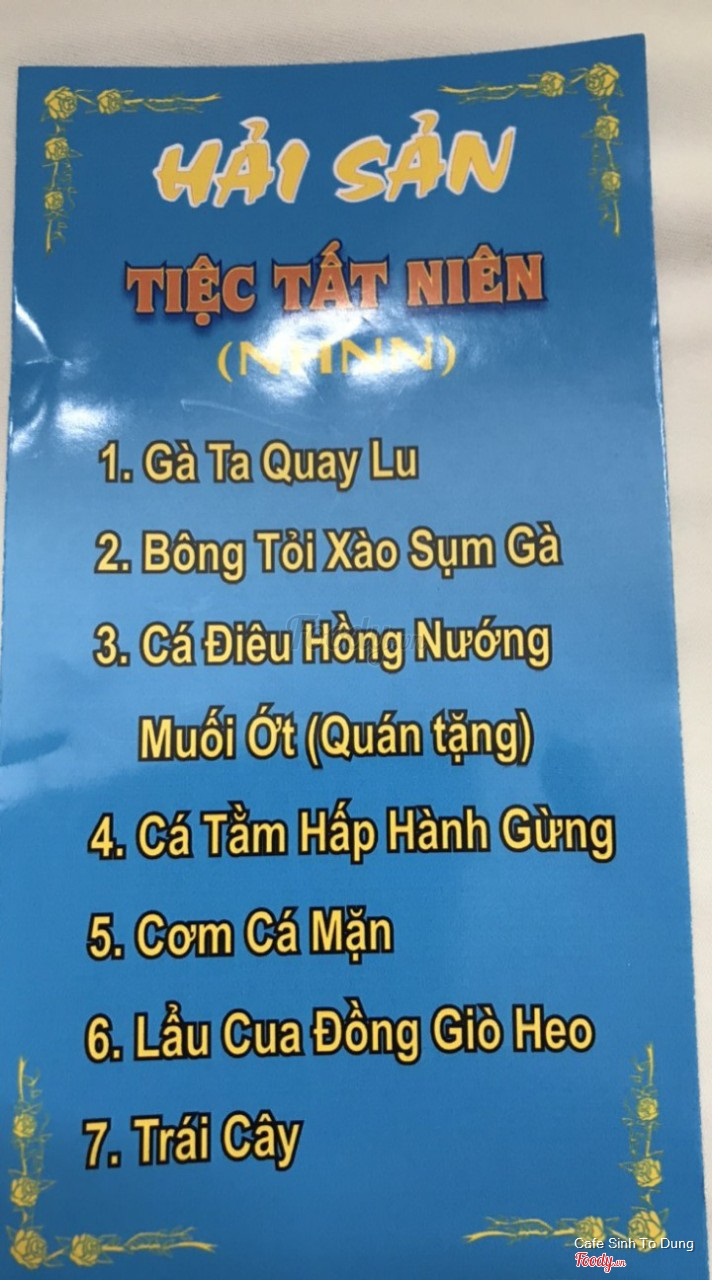 HẢI SẢN
TIỆC TẤT NIÊN
(NHNN)
1. Gà Ta Quay Lu
2. Bông Tỏi Xào Sụm Gà
3. Cá Điêu Hồng Nướng
Muối Ớt (Quán tặng)
4. Cá Tằm Hấp Hành Gừng
5. Cơm Cá Mặn
6. Lẩu Cua Đồng Giò Heo
7. Trái Cây
Cafe Sinh To Dung
Foody.vn